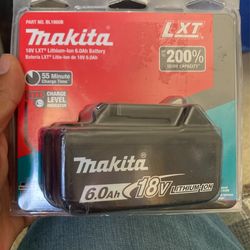 PART NO. BL1860B
Makita
18V LXT® Lithium-Ion 6.0Ah Battery
Batería LXT® Litio-Ion de 18V 6.0Ah
LXT
200%
55 Minute
Charge Time
CHARGE
LEVEL INDICATOR
Makita
6.0Ah 18V LITHIUM-ION